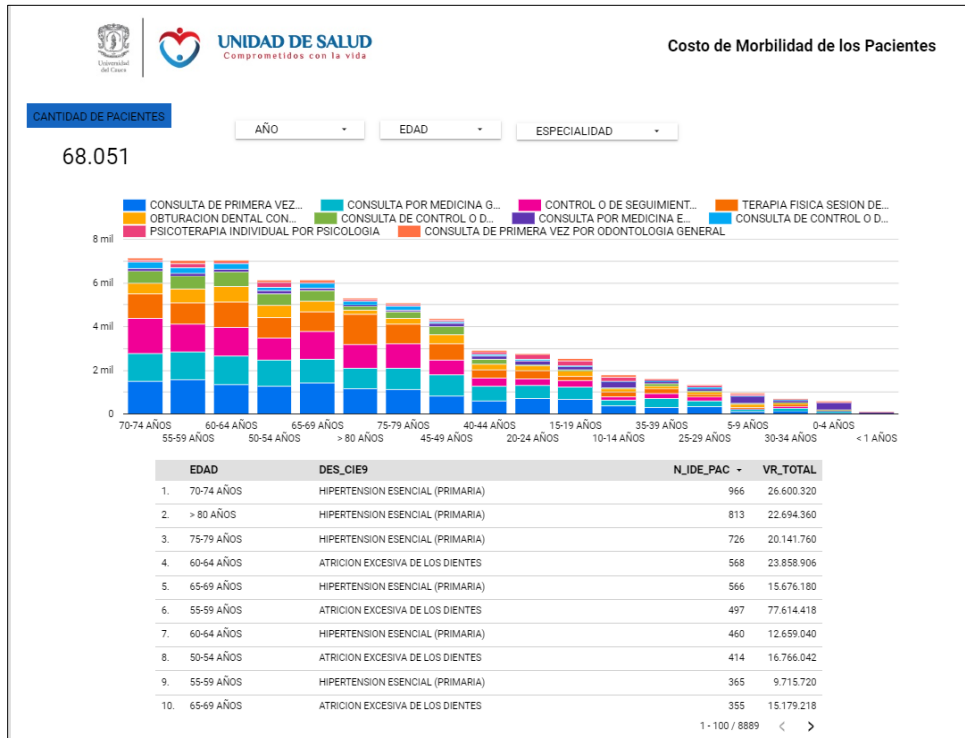 Universidad
del Cauca
UNIDAD DE SALUD
Comprometidos con la vida
Costo de Morbilidad de los Pacientes
CANTIDAD DE PACIENTES
68.051
AÑO
EDAD
ESPECIALIDAD
CONSULTA DE PRIMERA VEZ... CONSULTA POR MEDICINA G... CONTROL O DE SEGUIMIENT... TERAPIA FISICA SESION DE...
OBTURACION DENTAL CON... CONSULTA DE CONTROL O D... CONSULTA POR MEDICINA E... CONSULTA DE CONTROL O D...
PSICOTERAPIA INDIVIDUAL POR PSICOLOGIA CONSULTA DE PRIMERA VEZ POR ODONTOLOGIA GENERAL
8 mil
6 mil
4 mil
2 mil
0
70-74 AÑOS 60-64 AÑOS 65-69 AÑOS 75-79 AÑOS 40-44 AÑOS 15-19 AÑOS 35-39 AÑOS 5-9 AÑOS 0-4 AÑOS
55-59 AÑOS 50-54 AÑOS > 80 AÑOS 45-49 AÑOS 20-24 AÑOS 10-14 AÑOS 25-29 AÑOS 30-34 AÑOS < 1 AÑOS
EDAD DES_CIE9 N_IDE_PAC VR_TOTAL
1. 70-74 AÑOS HIPERTENSION ESENCIAL (PRIMARIA) 966 26.600.320
2. > 80 AÑOS HIPERTENSION ESENCIAL (PRIMARIA) 813 22.694.360
3. 75-79 AÑOS HIPERTENSION ESENCIAL (PRIMARIA) 726 20.141.760
4. 60-64 AÑOS ATRICION EXCESIVA DE LOS DIENTES 568 23.858.906
5. 65-69 AÑOS HIPERTENSION ESENCIAL (PRIMARIA) 566 15.676.180
6. 55-59 AÑOS ATRICION EXCESIVA DE LOS DIENTES 497 77.614.418
7. 60-64 AÑOS HIPERTENSION ESENCIAL (PRIMARIA) 460 12.659.040
8. 50-54 AÑOS ATRICION EXCESIVA DE LOS DIENTES 414 16.766.042
9. 55-59 AÑOS HIPERTENSION ESENCIAL (PRIMARIA) 365 9.715.720
10. 65-69 AÑOS ATRICION EXCESIVA DE LOS DIENTES 355 15.179.218
1 - 100 / 8889 < >